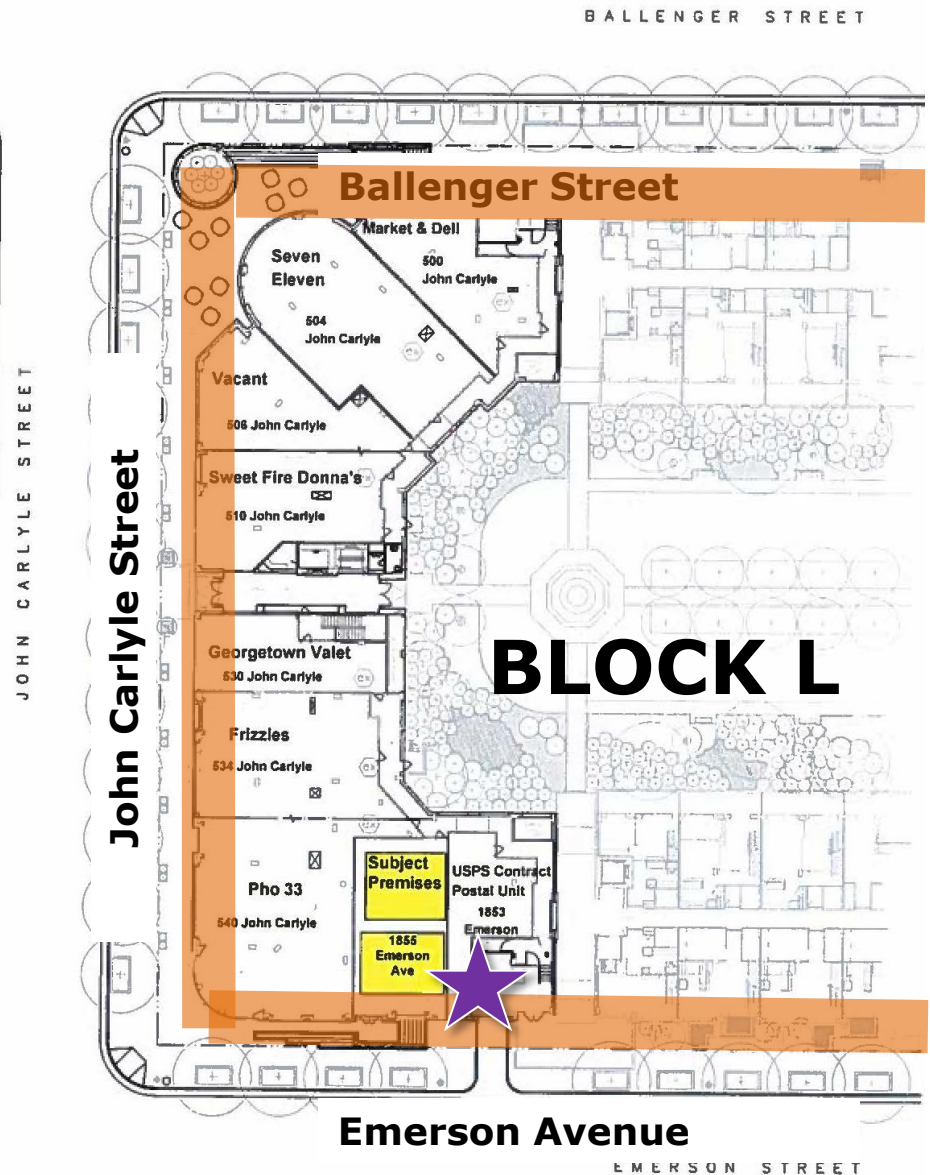 BALLENGER STREET
Ballenger Street
Market & Deli
500
John Carlyle
Seven
Eleven
504
John Carlyle
Vacant
506 John Carlyle
JOHN CARLYLE STREET
John Carlyle Street
Sweet Fire Donna's
510 John Carlyle
BLOCK L
Georgetown Valet
530 John Carlyle
Frizzles
534 John Carlyle
Pho 33
540 John Carlyle
Subject
Premises
1855
Emerson
Ave
USPS Contract
Postal Unit
1853
Emerson
Emerson Avenue
EMERSON STREET